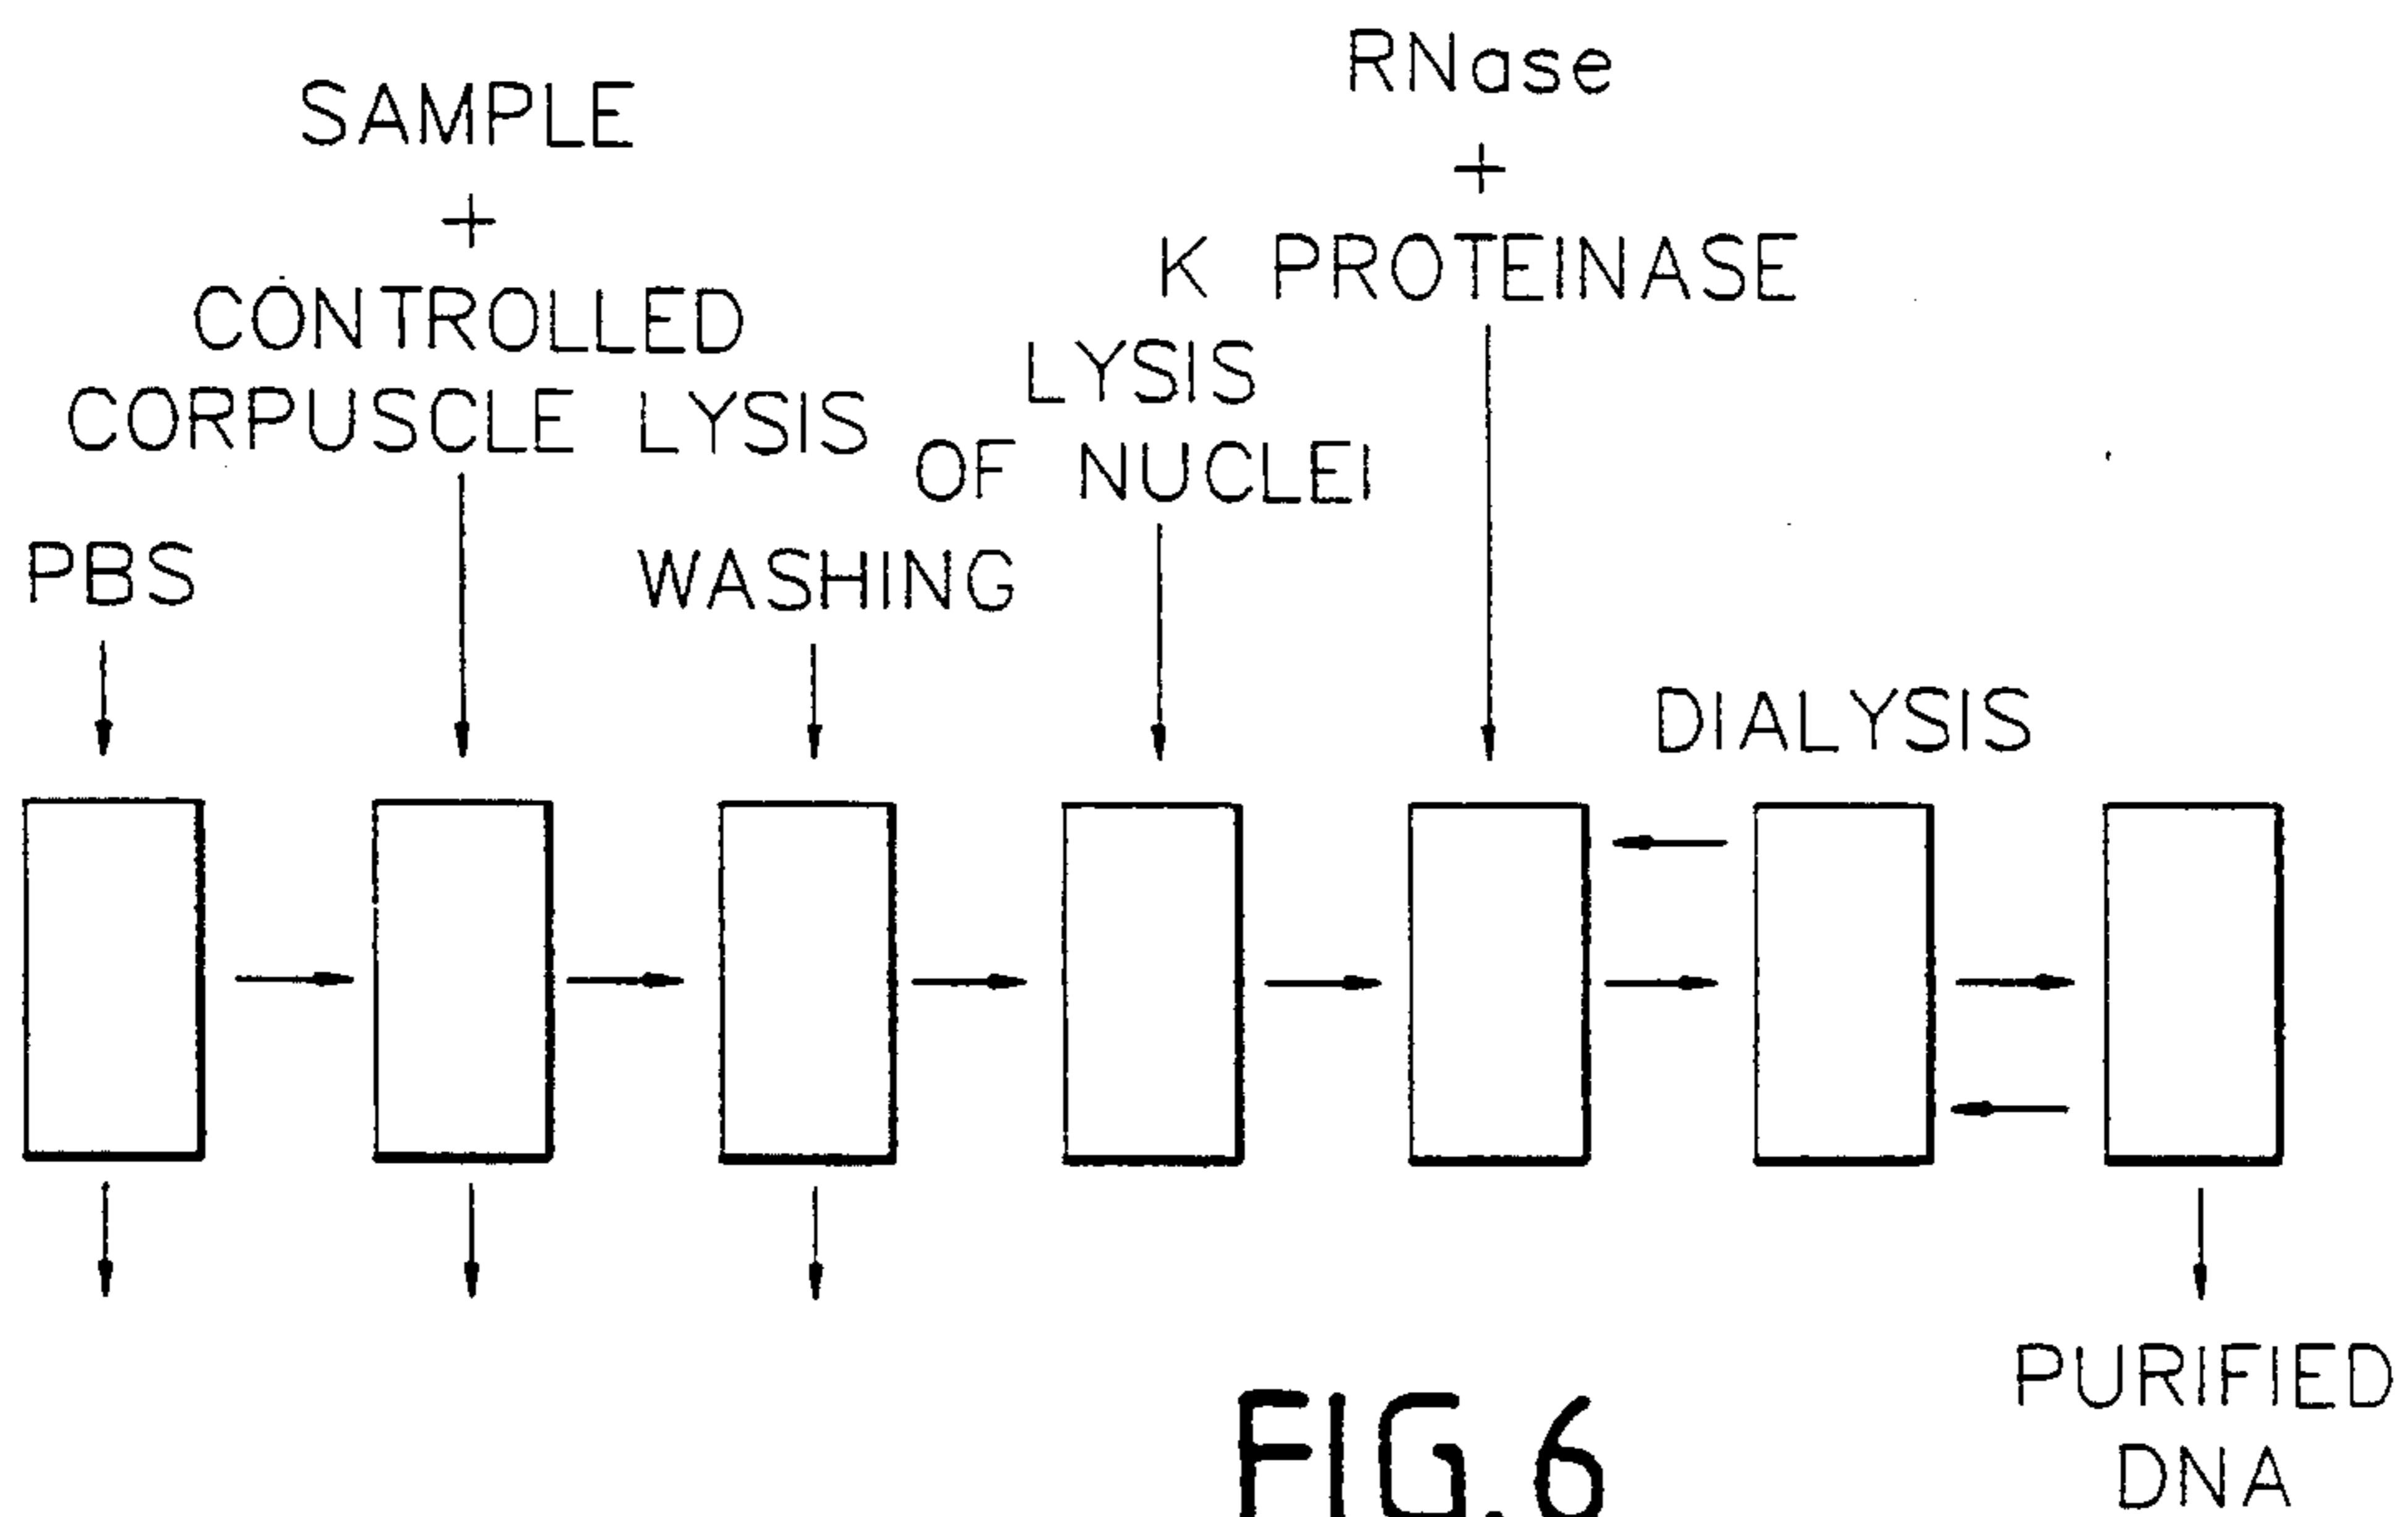 SAMPLE
+
CONTROLLED
CORPUSCLE LYSIS
PBS
WASHING
LYSIS
OF NUCLEI
RNase
+
K PROTEINASE
DIALYSIS
PURIFIED
DNA
FIG.6